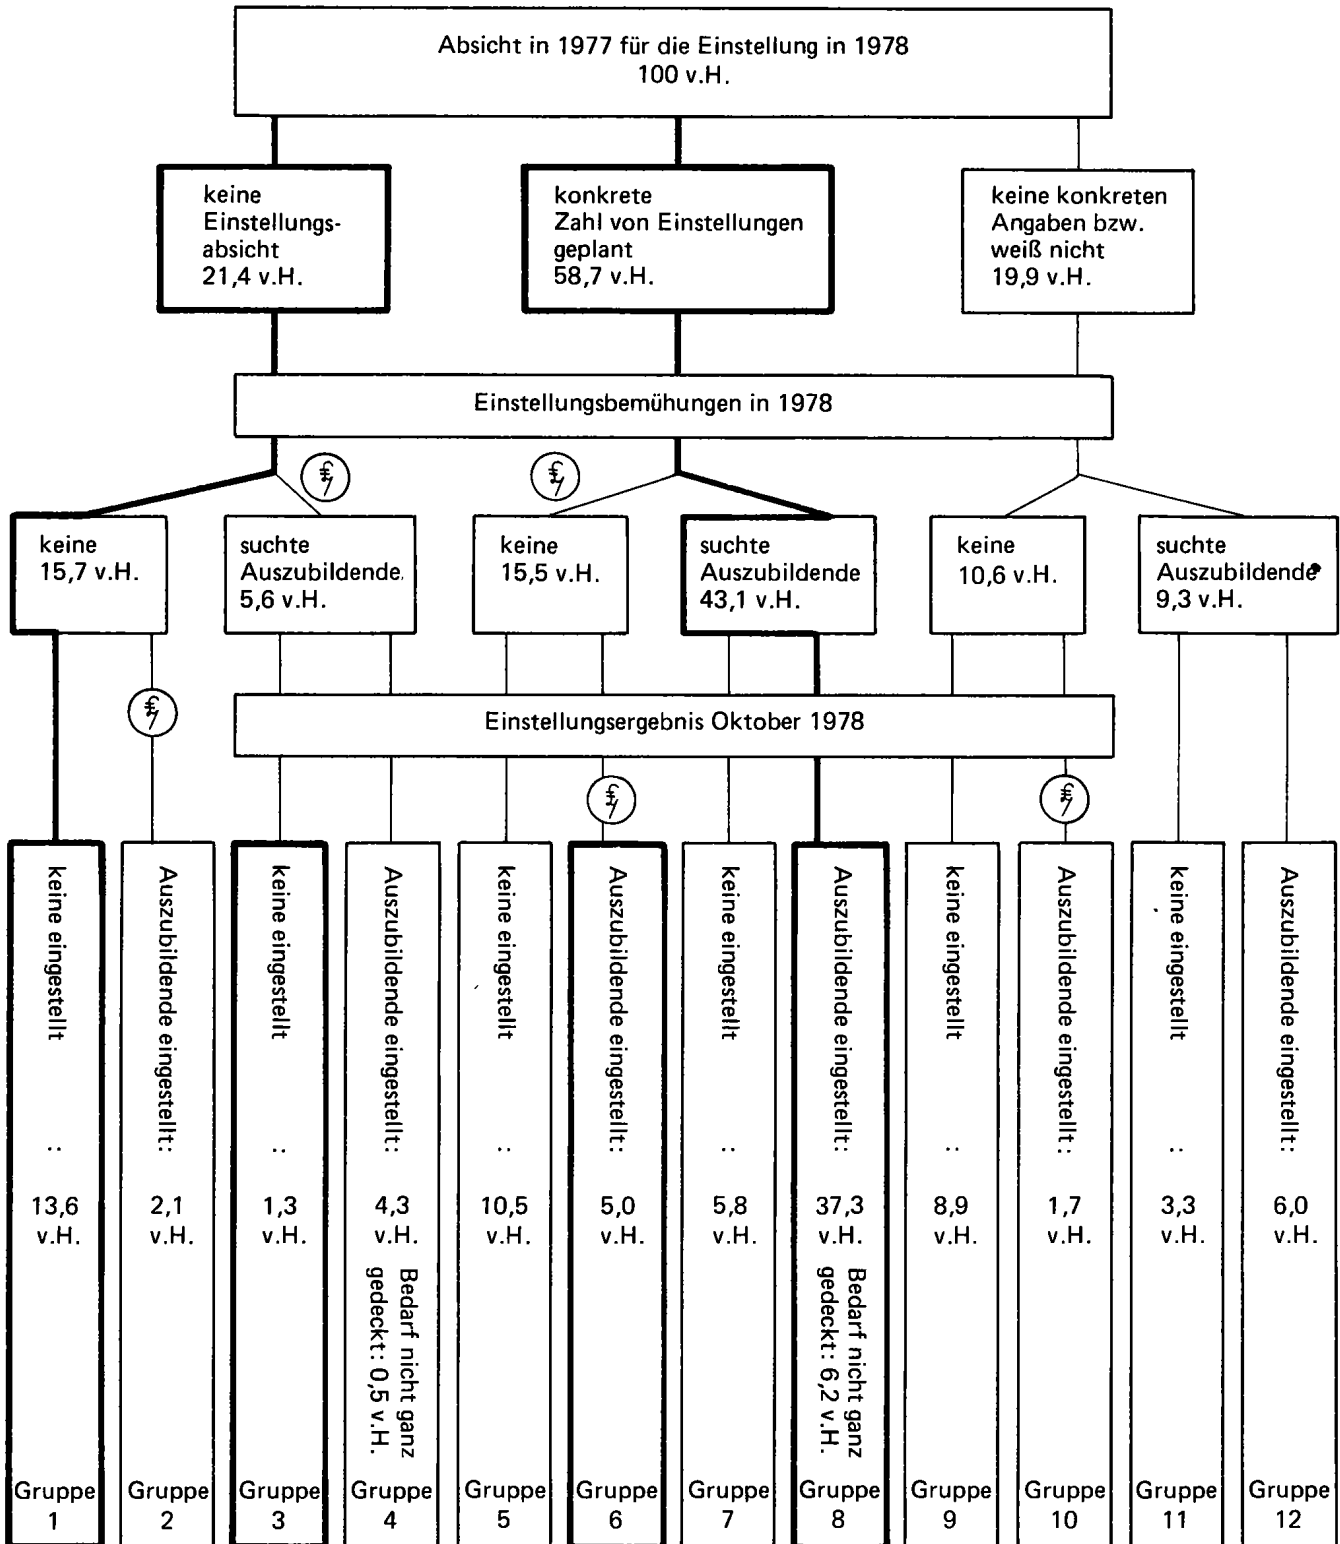 Absicht in 1977 für die Einstellung in 1978
100 v.H.
keine
Einstellungs-
absicht
21,4 v.H.
konkrete
Zahl von Einstellungen
geplant
58,7 v.H.
keine konkreten
Angaben bzw.
weiß nicht
19,9 v.H.
Einstellungsbemühungen in 1978
keine
15,7 v.H.
suchte
Auszubildende
5,6 v.H.
keine
15,5 v.H.
suchte
Auszubildende
43,1 v.H.
keine
10,6 v.H.
suchte
Auszubildende
9,3 v.H.
Einstellungsergebnis Oktober 1978
keine eingestellt :
13,6
v.H.
Gruppe
1
Auszubildende eingestellt:
2,1
v.H.
Gruppe
2
keine eingestellt :
1,3
v.H.
Gruppe
3
Auszubildende eingestellt:
4,3
v.H.
Bedarf nicht ganz
gedeckt: 0,5 v.H.
Gruppe
4
keine eingestellt :
10,5
v.H.
Gruppe
5
Auszubildende eingestellt:
5,0
v.H.
Gruppe
6
keine eingestellt :
5,8
v.H.
Gruppe
7
Auszubildende eingestellt:
37,3
v.H.
Bedarf nicht ganz
gedeckt: 6,2 v.H.
Gruppe
8
keine eingestellt :
8,9
v.H.
Gruppe
9
Auszubildende eingestellt:
1,7
v.H.
Gruppe
10
keine eingestellt :
3,3
v.H.
Gruppe
11
Auszubildende eingestellt:
6,0
v.H.
Gruppe
12